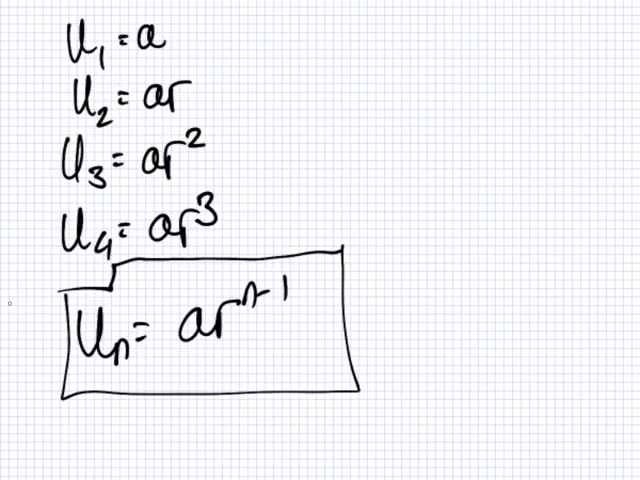 U₁ = a
U₂ = ar
U₃ = ar²
U₄ = ar³
Uₙ = arⁿ⁻¹